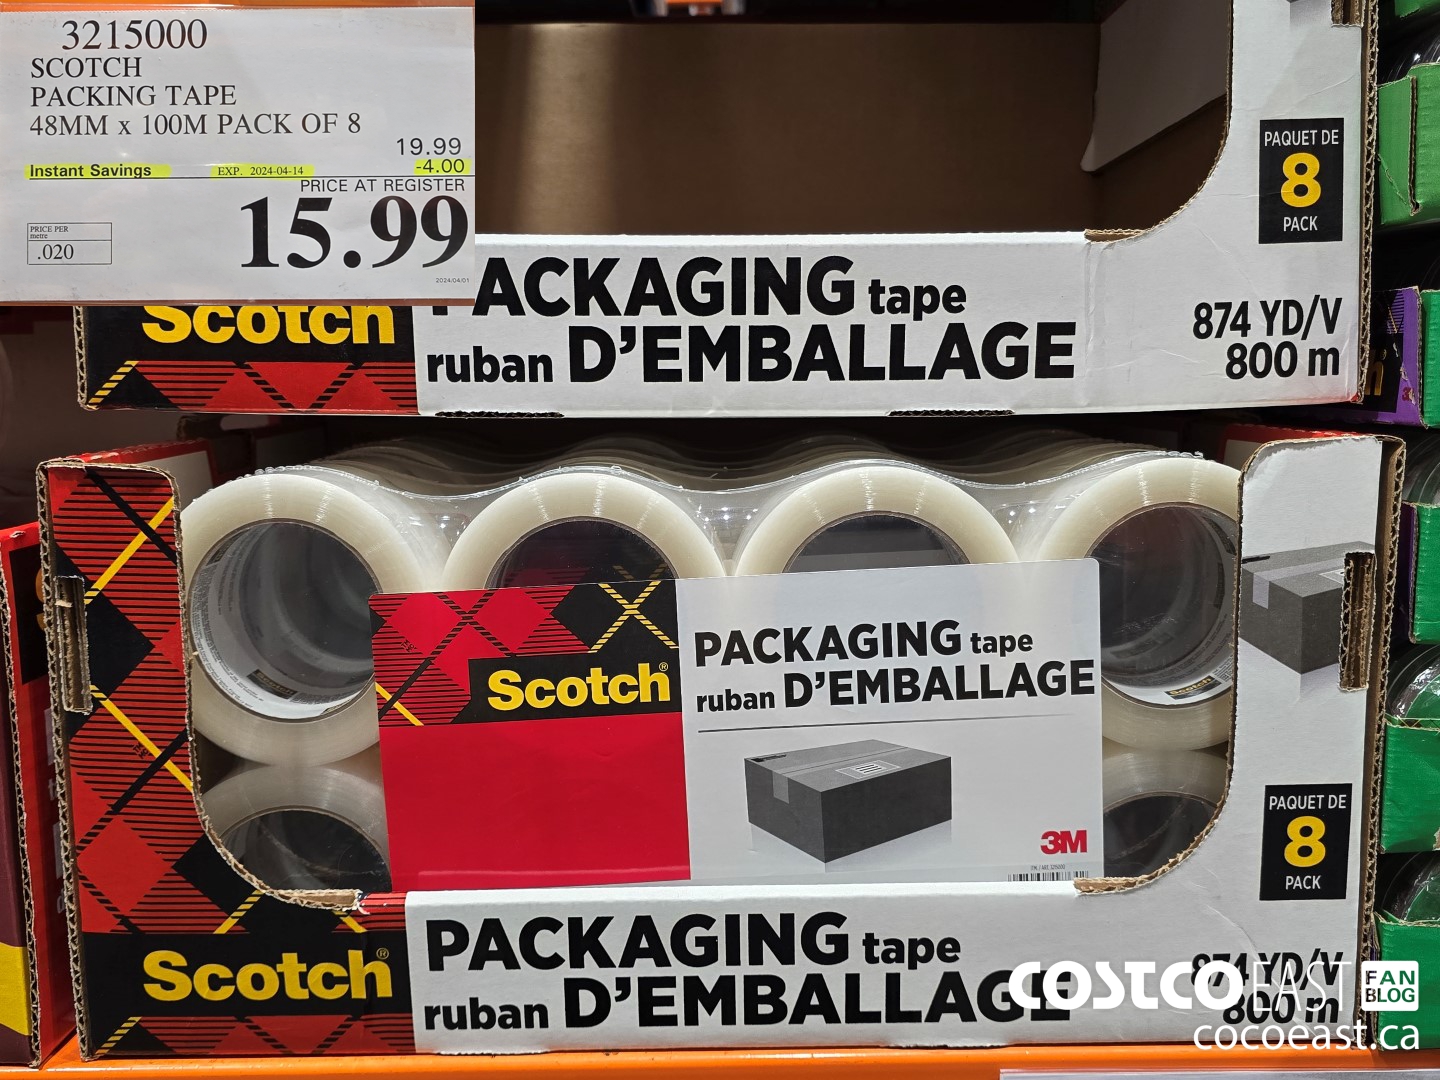 3215000
SCOTCH
PACKING TAPE
48MM x 100M PACK OF 8
19.99
Instant Savings EXP. 2024-04-14 -4.00
PRICE AT REGISTER
15.99
PRICE PER
metre
.020
2024/04/01
PAQUET DE
8
PACK
Scotch
PACKAGING tape
ruban D'EMBALLAGE
874 YD/V
800 m
Scotch®
PACKAGING tape
ruban D'EMBALLAGE
3M
PAQUET DE
8
PACK
Scotch®
PACKAGING tape
ruban D'EMBALLAGE
874 YD/V
800 m
COSTCO EAST FAN BLOG
cocoeast.ca